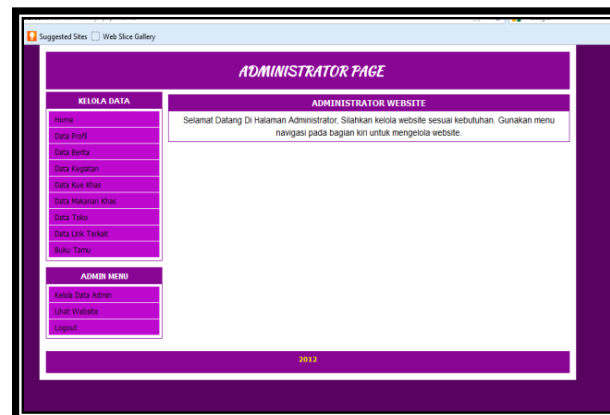 Suggested Sites
Web Slice Gallery
ADMINISTRATOR PAGE
KELOLA DATA
Home
Data Profil
Data Berita
Data Kegiatan
Data Kue Khas
Data Makanan Khas
Data Toko
Data Link Terkait
Buku Tamu
ADMINISTRATOR WEBSITE
Selamat Datang Di Halaman Administrator, Silahkan kelola website sesuai kebutuhan. Gunakan menu
navigasi pada bagian kiri untuk mengelola website.
ADMIN MENU
Kelola Data Admin
Lihat Website
Logout
2012